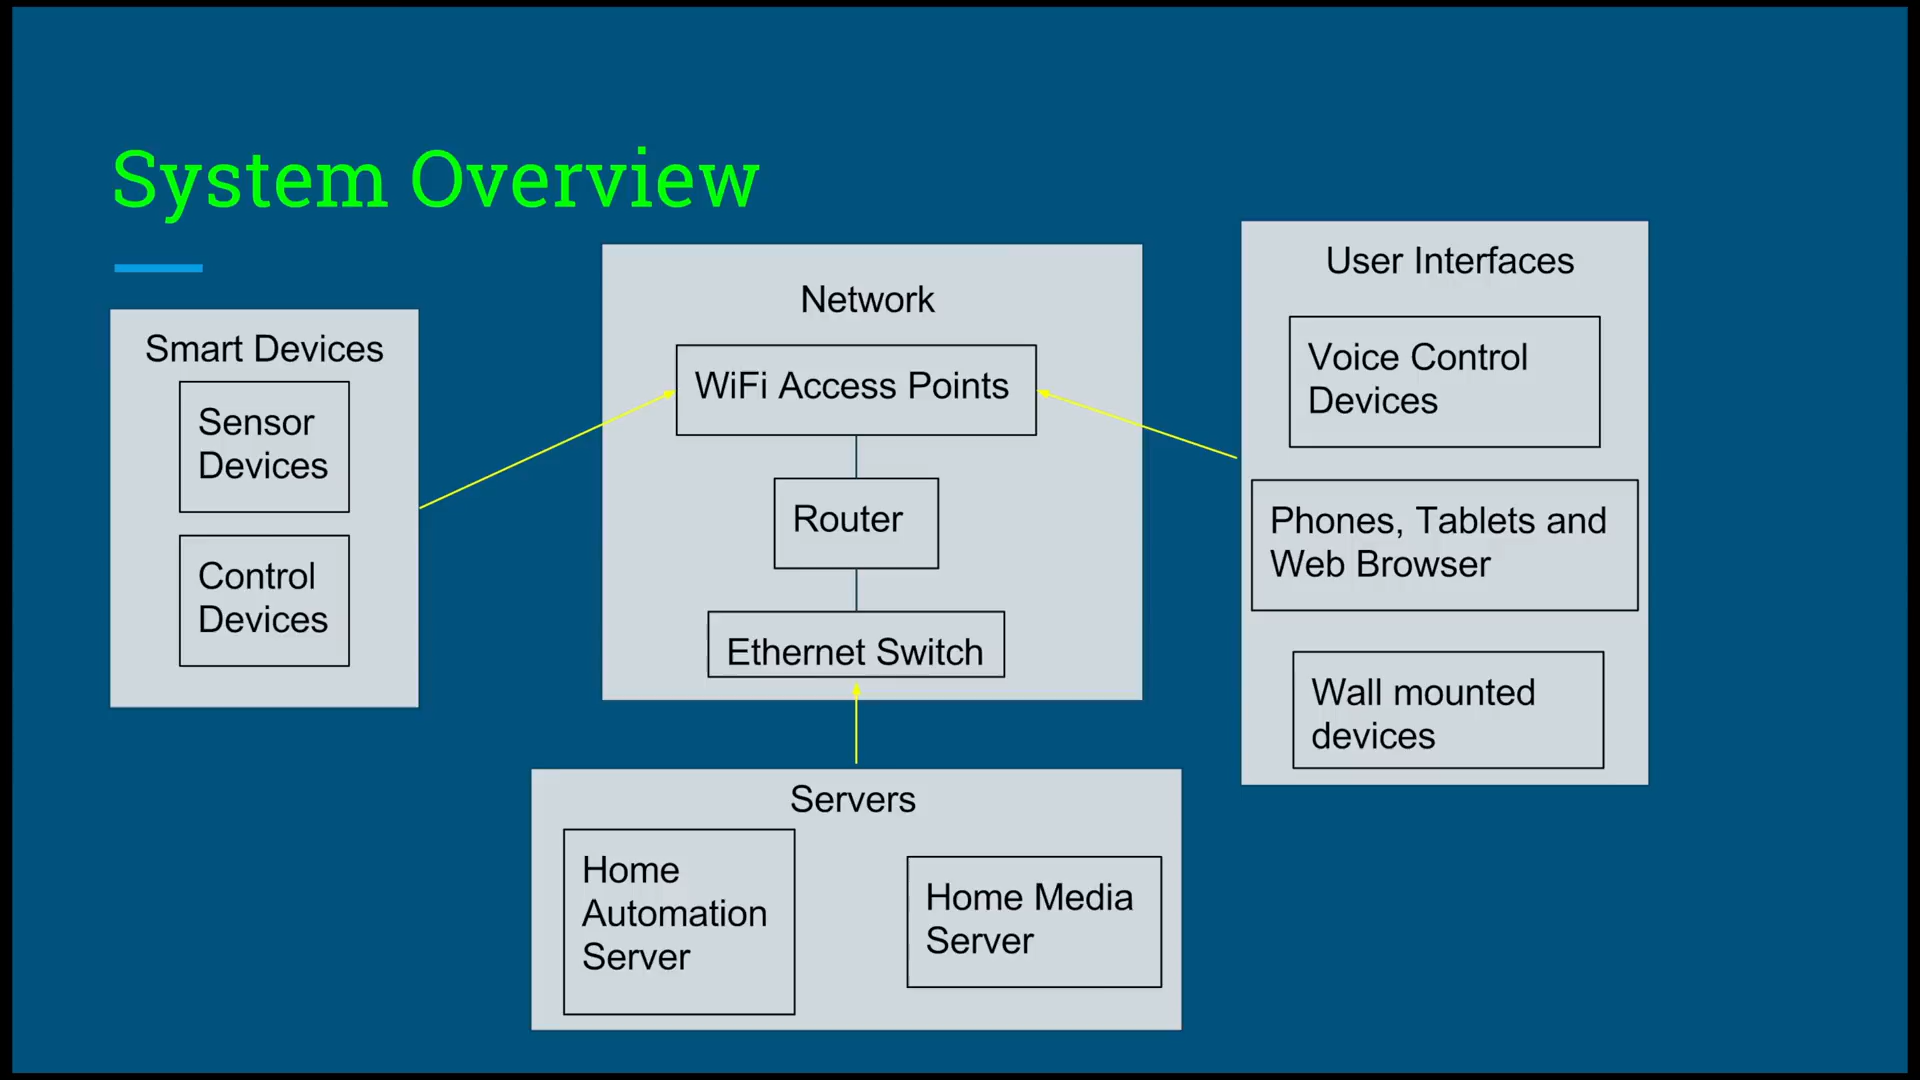 System Overview
Smart Devices
Sensor
Devices
Control
Devices
Network
WiFi Access Points
Router
Ethernet Switch
User Interfaces
Voice Control
Devices
Phones, Tablets and
Web Browser
Wall mounted
devices
Servers
Home
Automation
Server
Home Media
Server